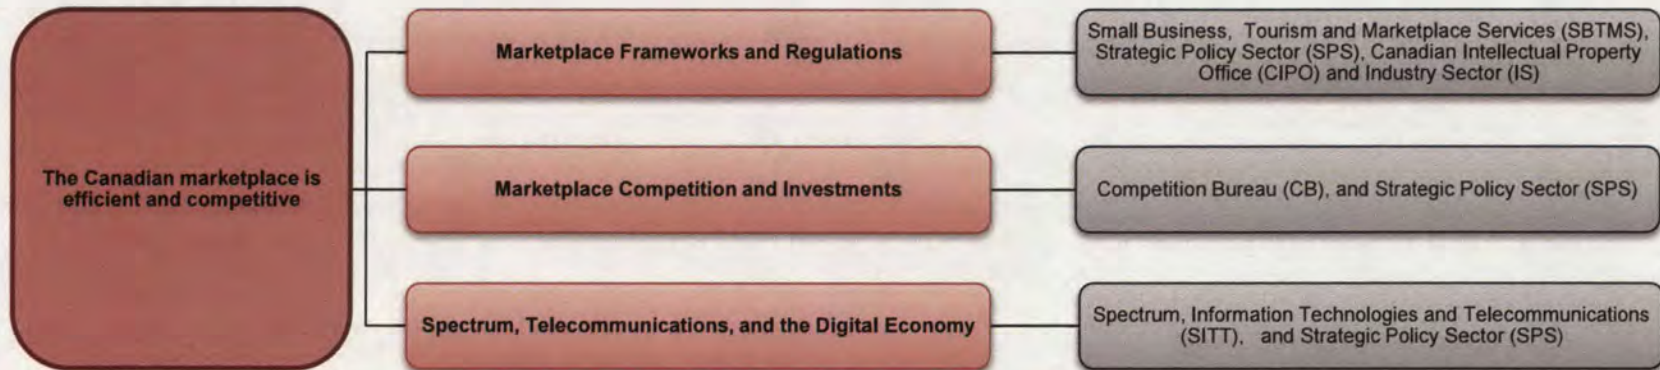 The Canadian marketplace is
efficient and competitive
Marketplace Frameworks and Regulations
Small Business, Tourism and Marketplace Services (SBTMS),
Strategic Policy Sector (SPS), Canadian Intellectual Property
Office (CIPO) and Industry Sector (IS)
Marketplace Competition and Investments
Competition Bureau (CB), and Strategic Policy Sector (SPS)
Spectrum, Telecommunications, and the Digital Economy
Spectrum, Information Technologies and Telecommunications
(SITT), and Strategic Policy Sector (SPS)